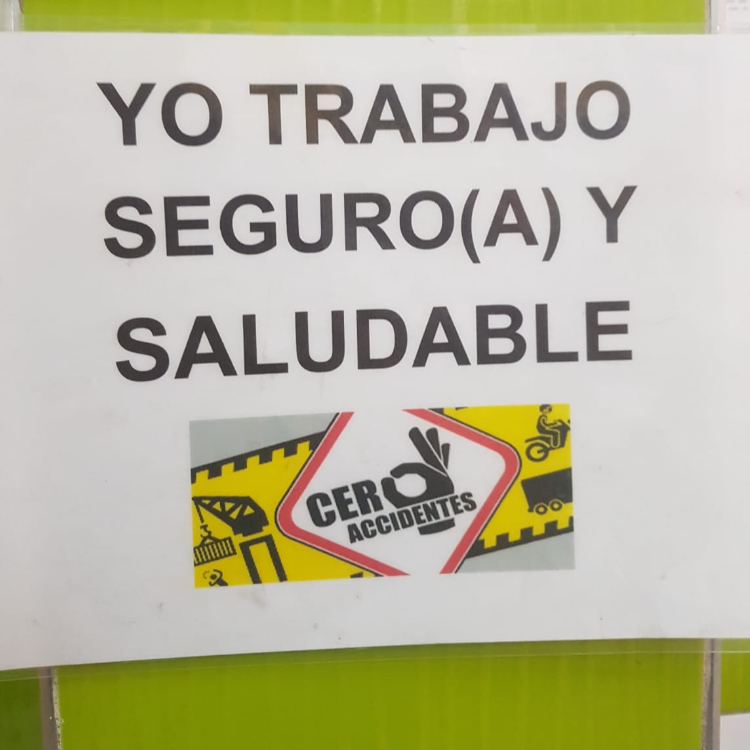 YO TRABAJO
SEGURO(A) Y
SALUDABLE
CERO
ACCIDENTES